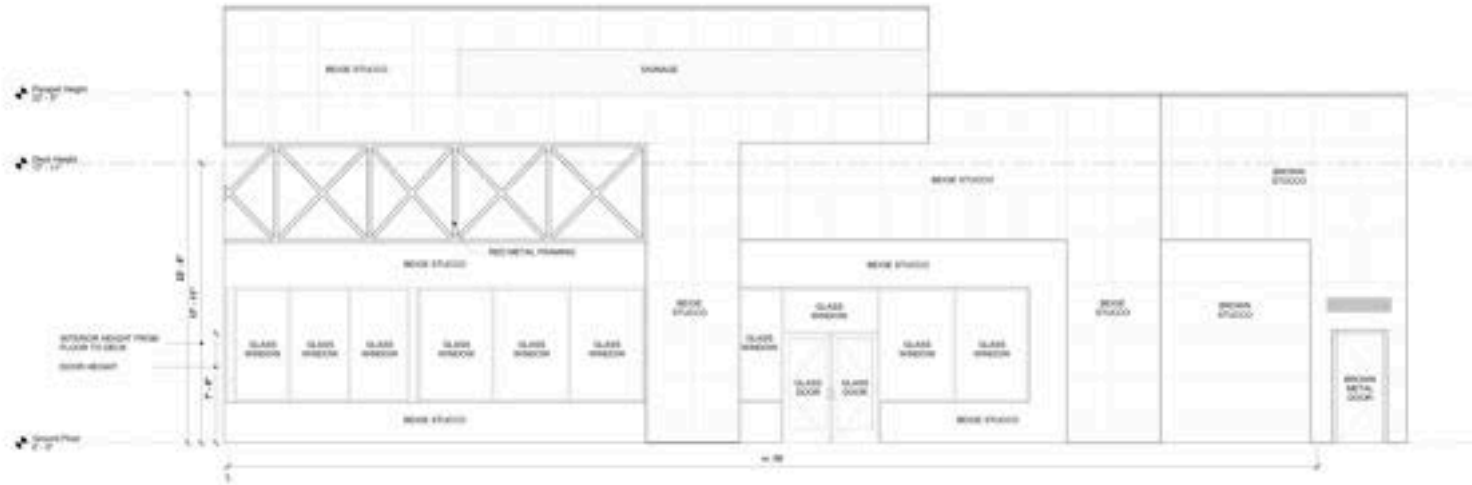 BEIGE STUCCO
SIGNAGE
Parapet Height
Deck Height
BEIGE STUCCO
BROWN
STUCCO
RED METAL FRAMING
BEIGE STUCCO
BEIGE STUCCO
BEIGE
STUCCO
GLASS
WINDOW
BEIGE
STUCCO
BROWN
STUCCO
INTERIOR HEIGHT FROM
FLOOR TO DECK
GLASS
WINDOW
GLASS
WINDOW
GLASS
WINDOW
GLASS
WINDOW
GLASS
WINDOW
GLASS
WINDOW
GLASS
WINDOW
GLASS
WINDOW
GLASS
WINDOW
DOOR HEIGHT
GLASS
DOOR
GLASS
DOOR
BROWN
METAL
DOOR
BEIGE STUCCO
BEIGE STUCCO
Ground Floor
0' - 0"